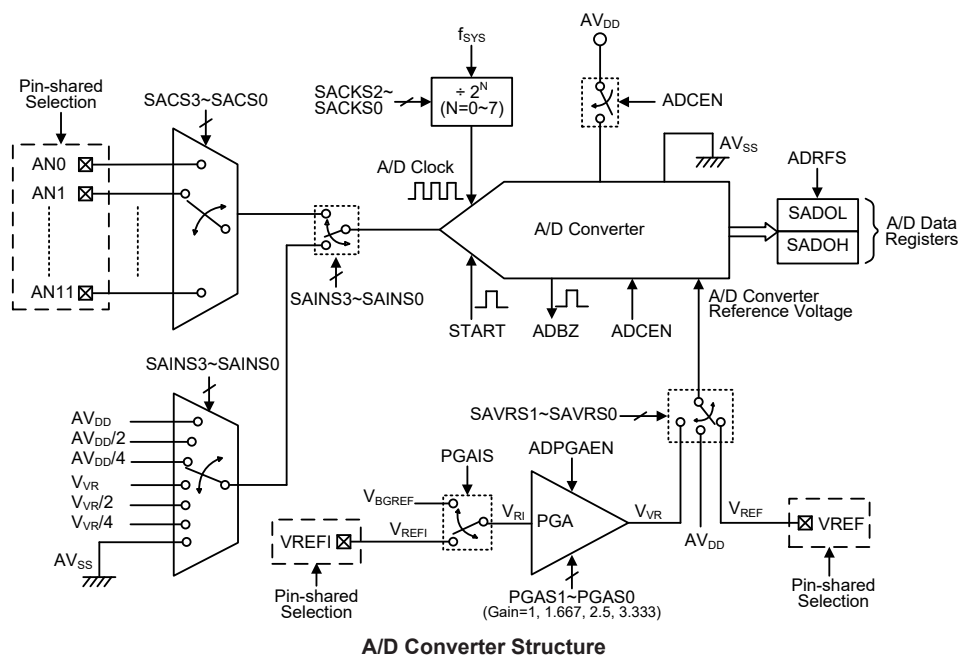 AV_DD
f_SYS
Pin-shared
Selection
SACS3~SACS0
SACKS2~
SACKS0
÷ 2^N
(N=0~7)
ADCEN
AN0
AN1
AN11
A/D Clock
AV_SS
ADRFS
A/D Converter
SADOL
SADOH
A/D Data
Registers
SAINS3~SAINS0
START
ADBZ
ADCEN
A/D Converter
Reference Voltage
SAINS3~SAINS0
AV_DD
AV_DD/2
AV_DD/4
V_VR
V_VR/2
V_VR/4
AV_SS
SAVRS1~SAVRS0
PGAIS
ADPGAEN
V_BGREF
V_REFI
VREFI
V_RI
PGA
V_VR
AV_DD
V_REF
VREF
Pin-shared
Selection
PGAS1~PGAS0
(Gain=1, 1.667, 2.5, 3.333)
Pin-shared
Selection
A/D Converter Structure